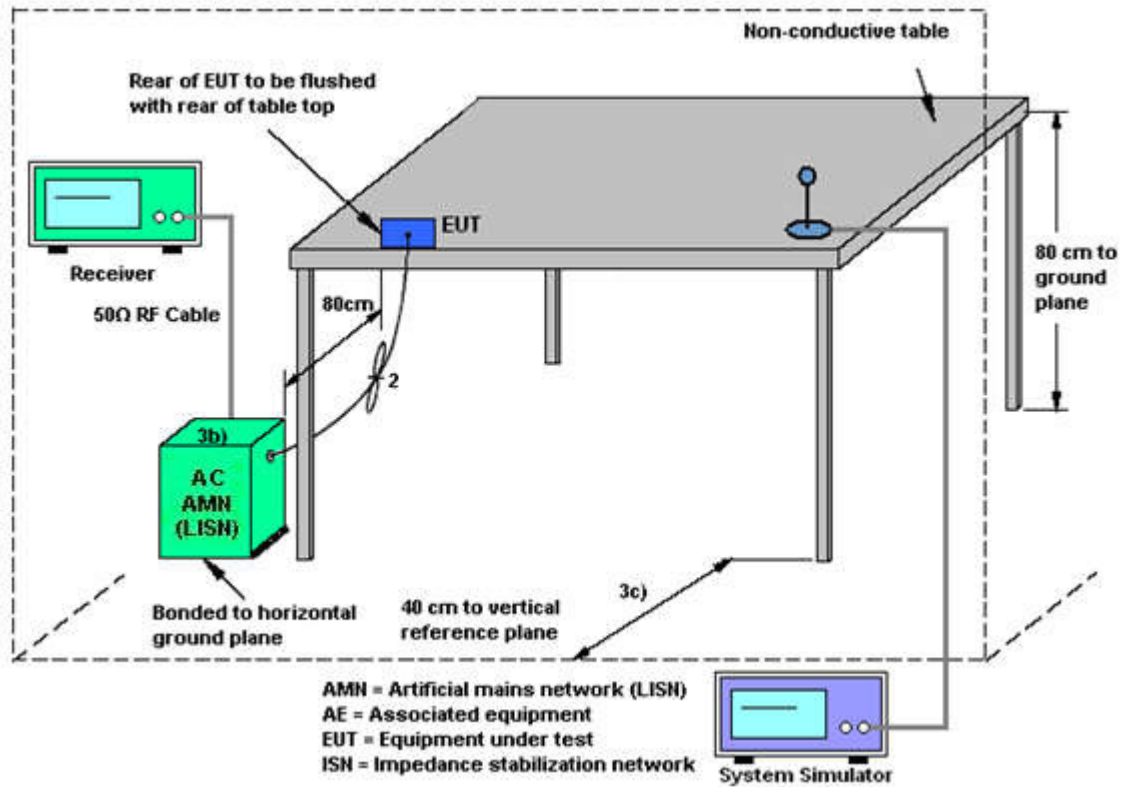 Non-conductive table
Rear of EUT to be flushed
with rear of table top
EUT
Receiver
80cm
80 cm to
ground
plane
50Ω RF Cable
2
3b)
AC
AMN
(LISN)
3c)
Bonded to horizontal
ground plane
40 cm to vertical
reference plane
AMN = Artificial mains network (LISN)
AE = Associated equipment
EUT = Equipment under test
ISN = Impedance stabilization network
System Simulator